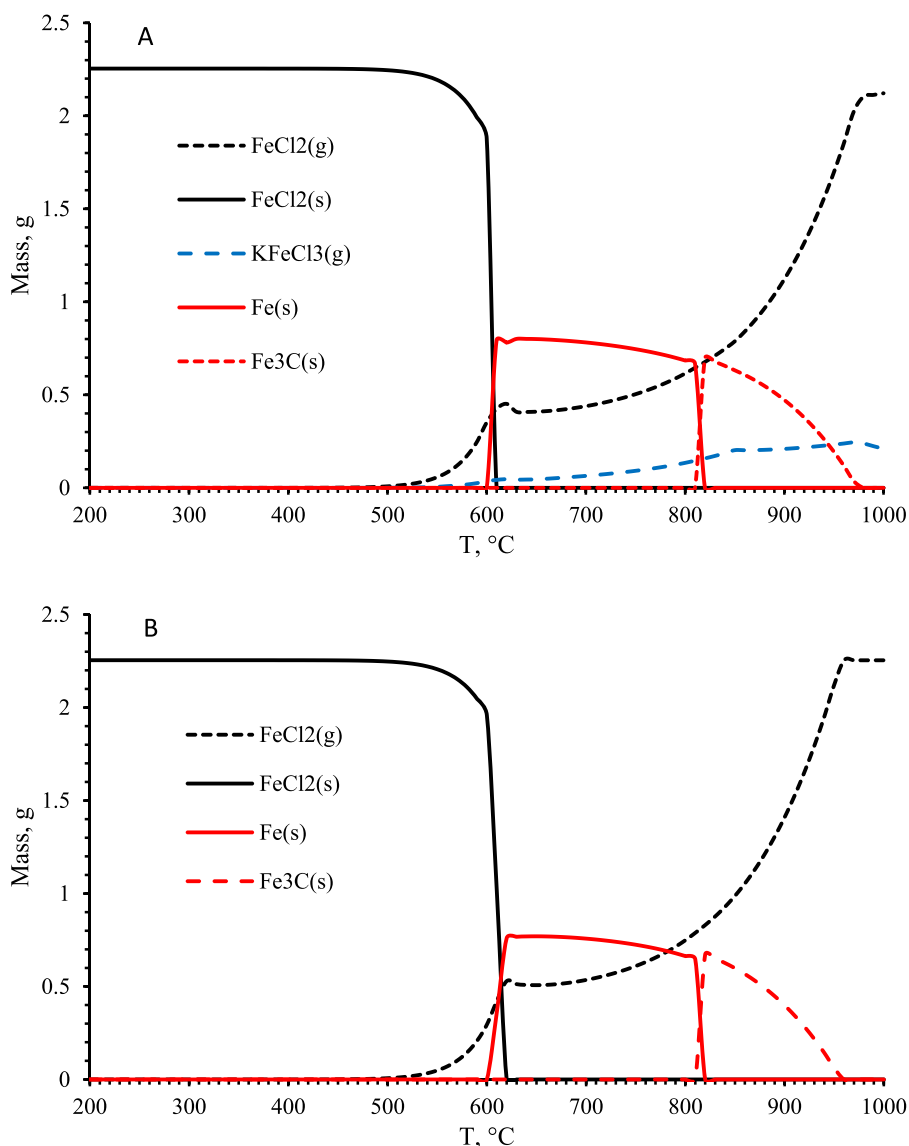 A
2.5
2
1.5
1
0.5
0
Mass, g
FeCl2(g)
FeCl2(s)
KFeCl3(g)
Fe(s)
Fe3C(s)
200 300 400 500 600 700 800 900 1000
T, °C
B
2.5
2
1.5
1
0.5
0
Mass, g
FeCl2(g)
FeCl2(s)
Fe(s)
Fe3C(s)
200 300 400 500 600 700 800 900 1000
T, °C